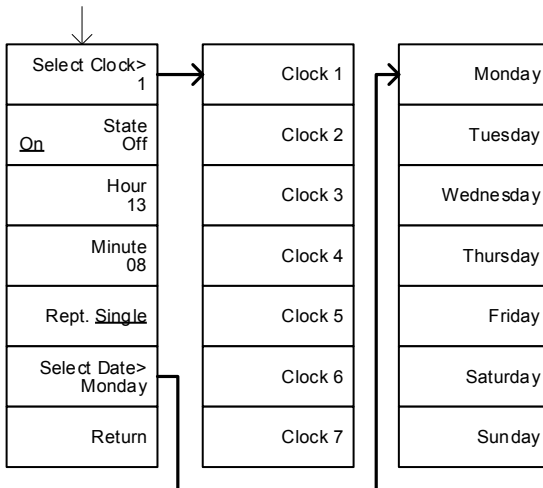 Select Clock>
1
State
On Off
Hour
13
Minute
08
Rept. Single
Select Date>
Monday
Return
Clock 1
Clock 2
Clock 3
Clock 4
Clock 5
Clock 6
Clock 7
Monday
Tuesday
Wednesday
Thursday
Friday
Saturday
Sunday